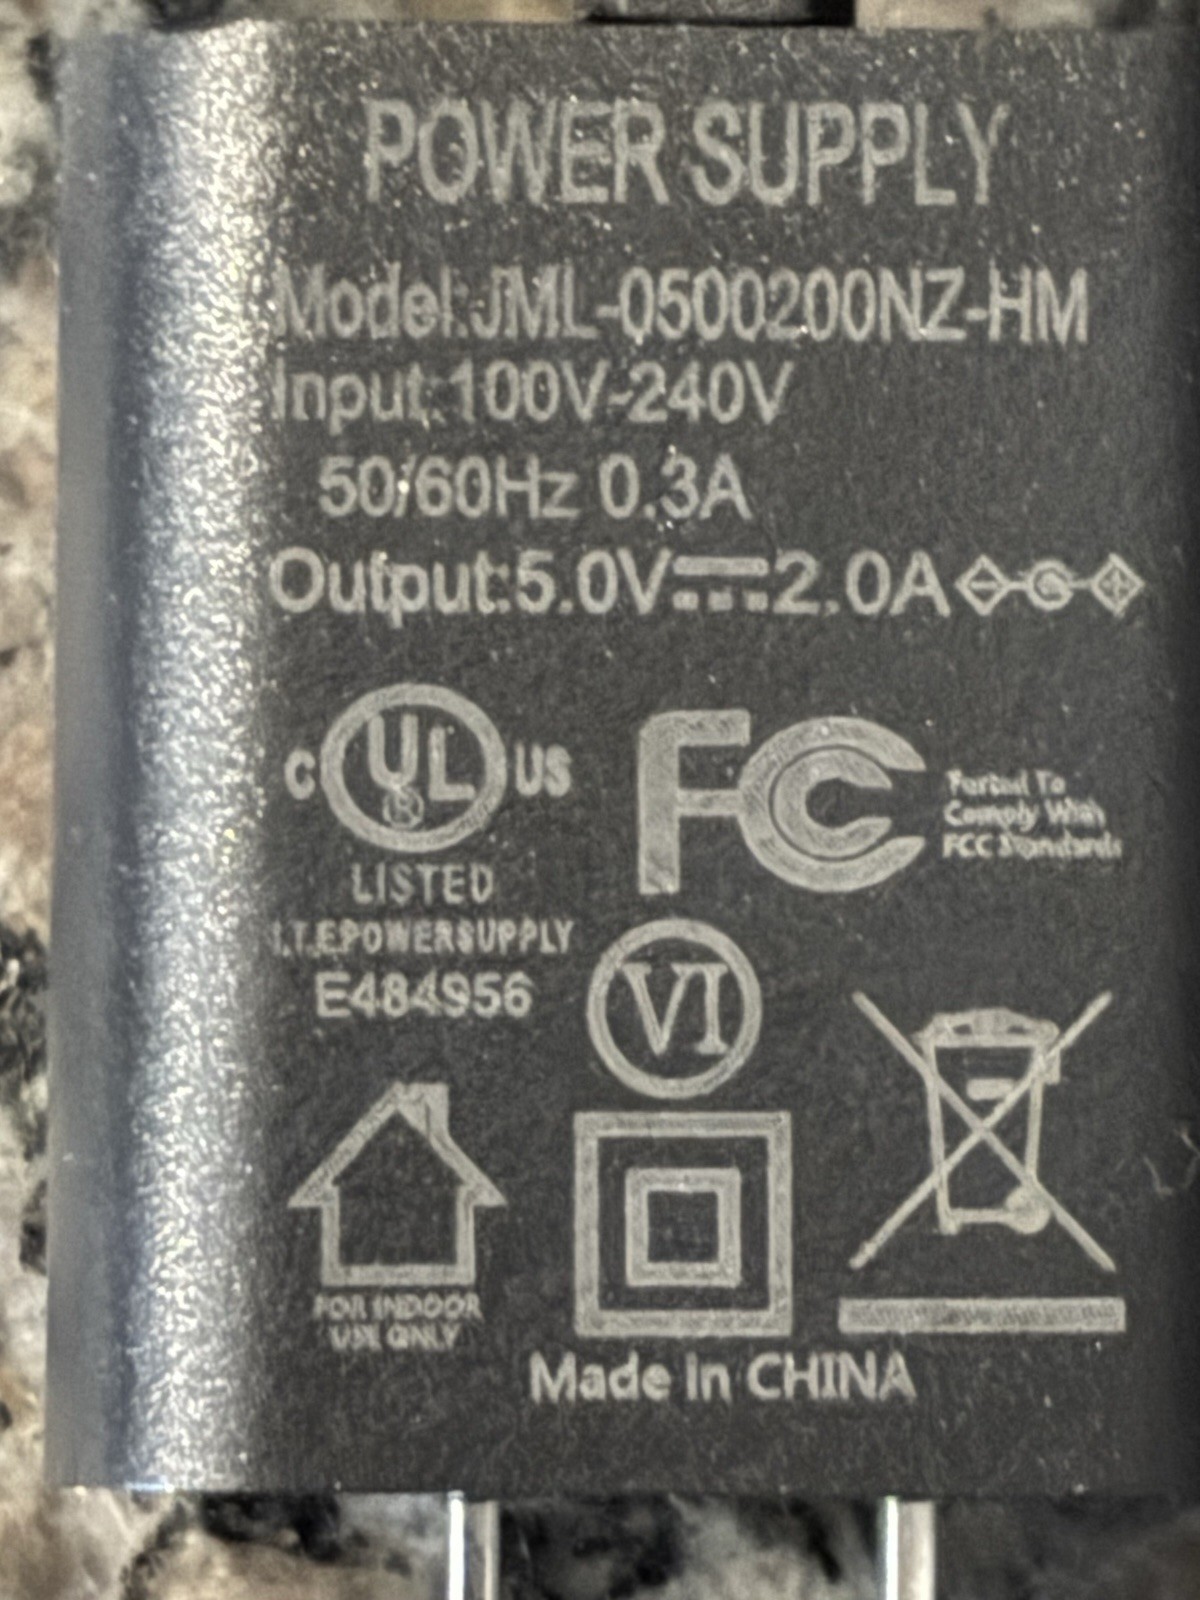 POWER SUPPLY
Model:JML-0500200NZ-HM
Input:100V-240V
50/60Hz 0.3A
Output:5.0V⎓2.0A
C UL US
LISTED
I.T.E.POWERSUPPLY
E484956
FC
Tested To
Comply With
FCC Standards
VI
FOR INDOOR
USE ONLY
Made In CHINA